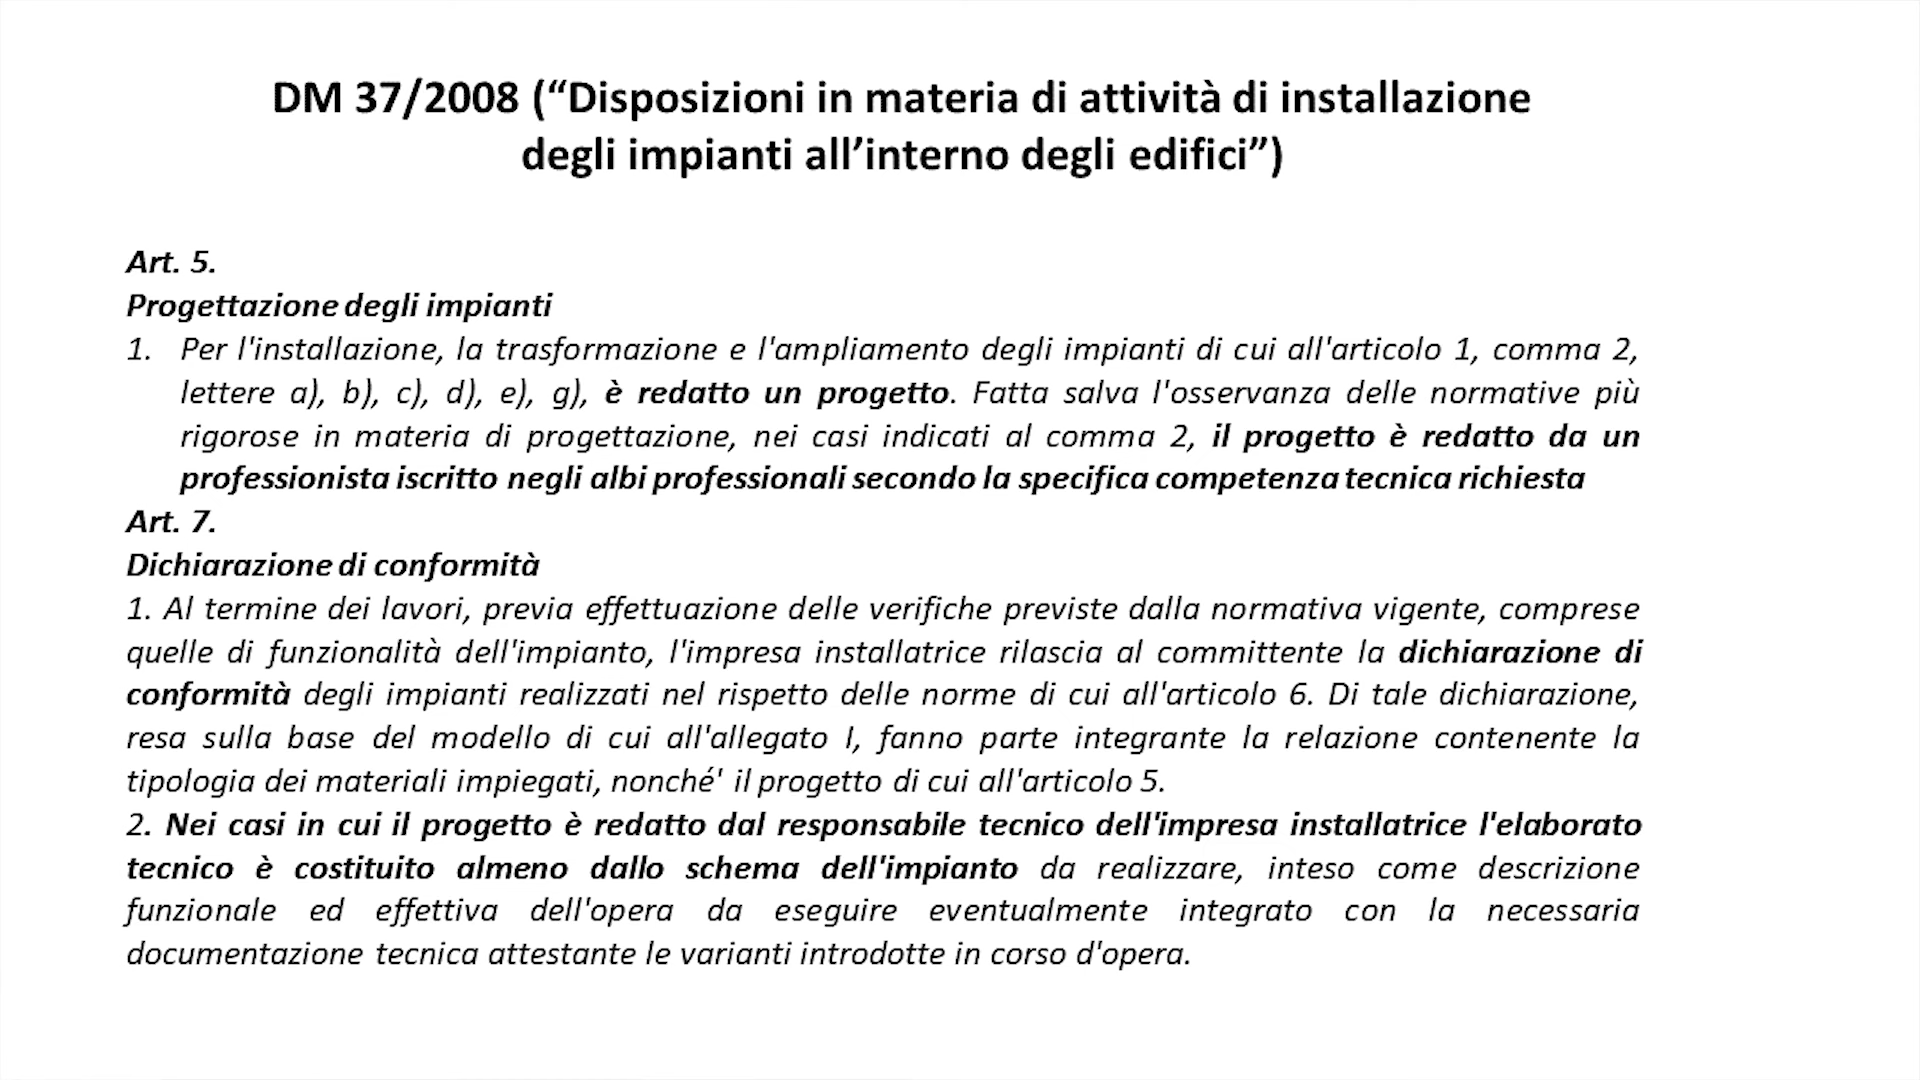 DM 37/2008 (“Disposizioni in materia di attività di installazione
degli impianti all’interno degli edifici”)
Art. 5.
Progettazione degli impianti
1. Per l'installazione, la trasformazione e l'ampliamento degli impianti di cui all'articolo 1, comma 2,
lettere a), b), c), d), e), g), è redatto un progetto. Fatta salva l'osservanza delle normative più
rigorose in materia di progettazione, nei casi indicati al comma 2, il progetto è redatto da un
professionista iscritto negli albi professionali secondo la specifica competenza tecnica richiesta
Art. 7.
Dichiarazione di conformità
1. Al termine dei lavori, previa effettuazione delle verifiche previste dalla normativa vigente, comprese
quelle di funzionalità dell'impianto, l'impresa installatrice rilascia al committente la dichiarazione di
conformità degli impianti realizzati nel rispetto delle norme di cui all'articolo 6. Di tale dichiarazione,
resa sulla base del modello di cui all'allegato I, fanno parte integrante la relazione contenente la
tipologia dei materiali impiegati, nonché' il progetto di cui all'articolo 5.
2. Nei casi in cui il progetto è redatto dal responsabile tecnico dell'impresa installatrice l'elaborato
tecnico è costituito almeno dallo schema dell'impianto da realizzare, inteso come descrizione
funzionale ed effettiva dell'opera da eseguire eventualmente integrato con la necessaria
documentazione tecnica attestante le varianti introdotte in corso d'opera.